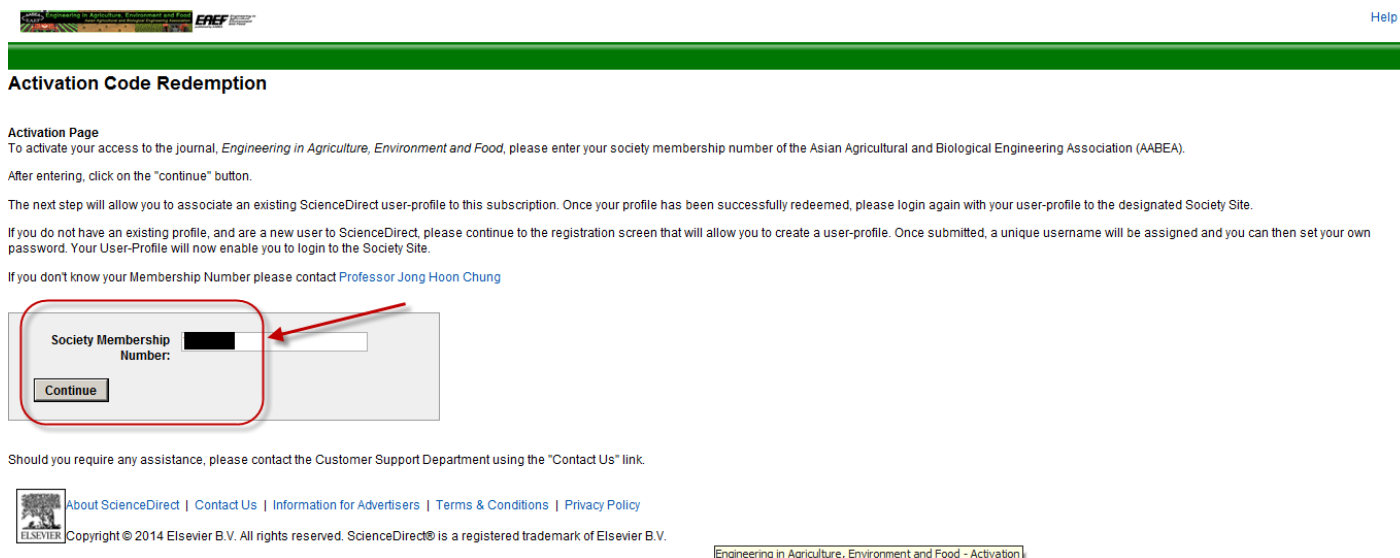 Engineering in Agriculture, Environment and Food
EAEF
Help
Activation Code Redemption
Activation Page
To activate your access to the journal, Engineering in Agriculture, Environment and Food, please enter your society membership number of the Asian Agricultural and Biological Engineering Association (AABEA).
After entering, click on the "continue" button.
The next step will allow you to associate an existing ScienceDirect user-profile to this subscription. Once your profile has been successfully redeemed, please login again with your user-profile to the designated Society Site.
If you do not have an existing profile, and are a new user to ScienceDirect, please continue to the registration screen that will allow you to create a user-profile. Once submitted, a unique username will be assigned and you can then set your own
password. Your User-Profile will now enable you to login to the Society Site.
If you don't know your Membership Number please contact Professor Jong Hoon Chung
Society Membership
Number:
Continue
Should you require any assistance, please contact the Customer Support Department using the "Contact Us" link.
About ScienceDirect | Contact Us | Information for Advertisers | Terms & Conditions | Privacy Policy
ELSEVIER
Copyright © 2014 Elsevier B.V. All rights reserved. ScienceDirect® is a registered trademark of Elsevier B.V.
Engineering in Agriculture, Environment and Food - Activation